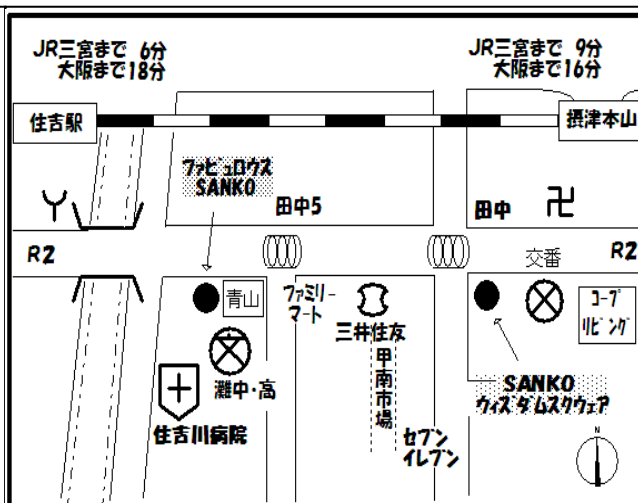 JR三宮まで 6分
大阪まで18分
JR三宮まで 9分
大阪まで16分
住吉駅
摂津本山
ファビュロウス
SANKO
田中5
田中
R2
交番
R2
青山
ファミリー
マート
三井住友
コープ
リビング
灘中・高
甲南市場
SANKO
ウィズダムスクウェア
住吉川病院
セブン
イレブン
N